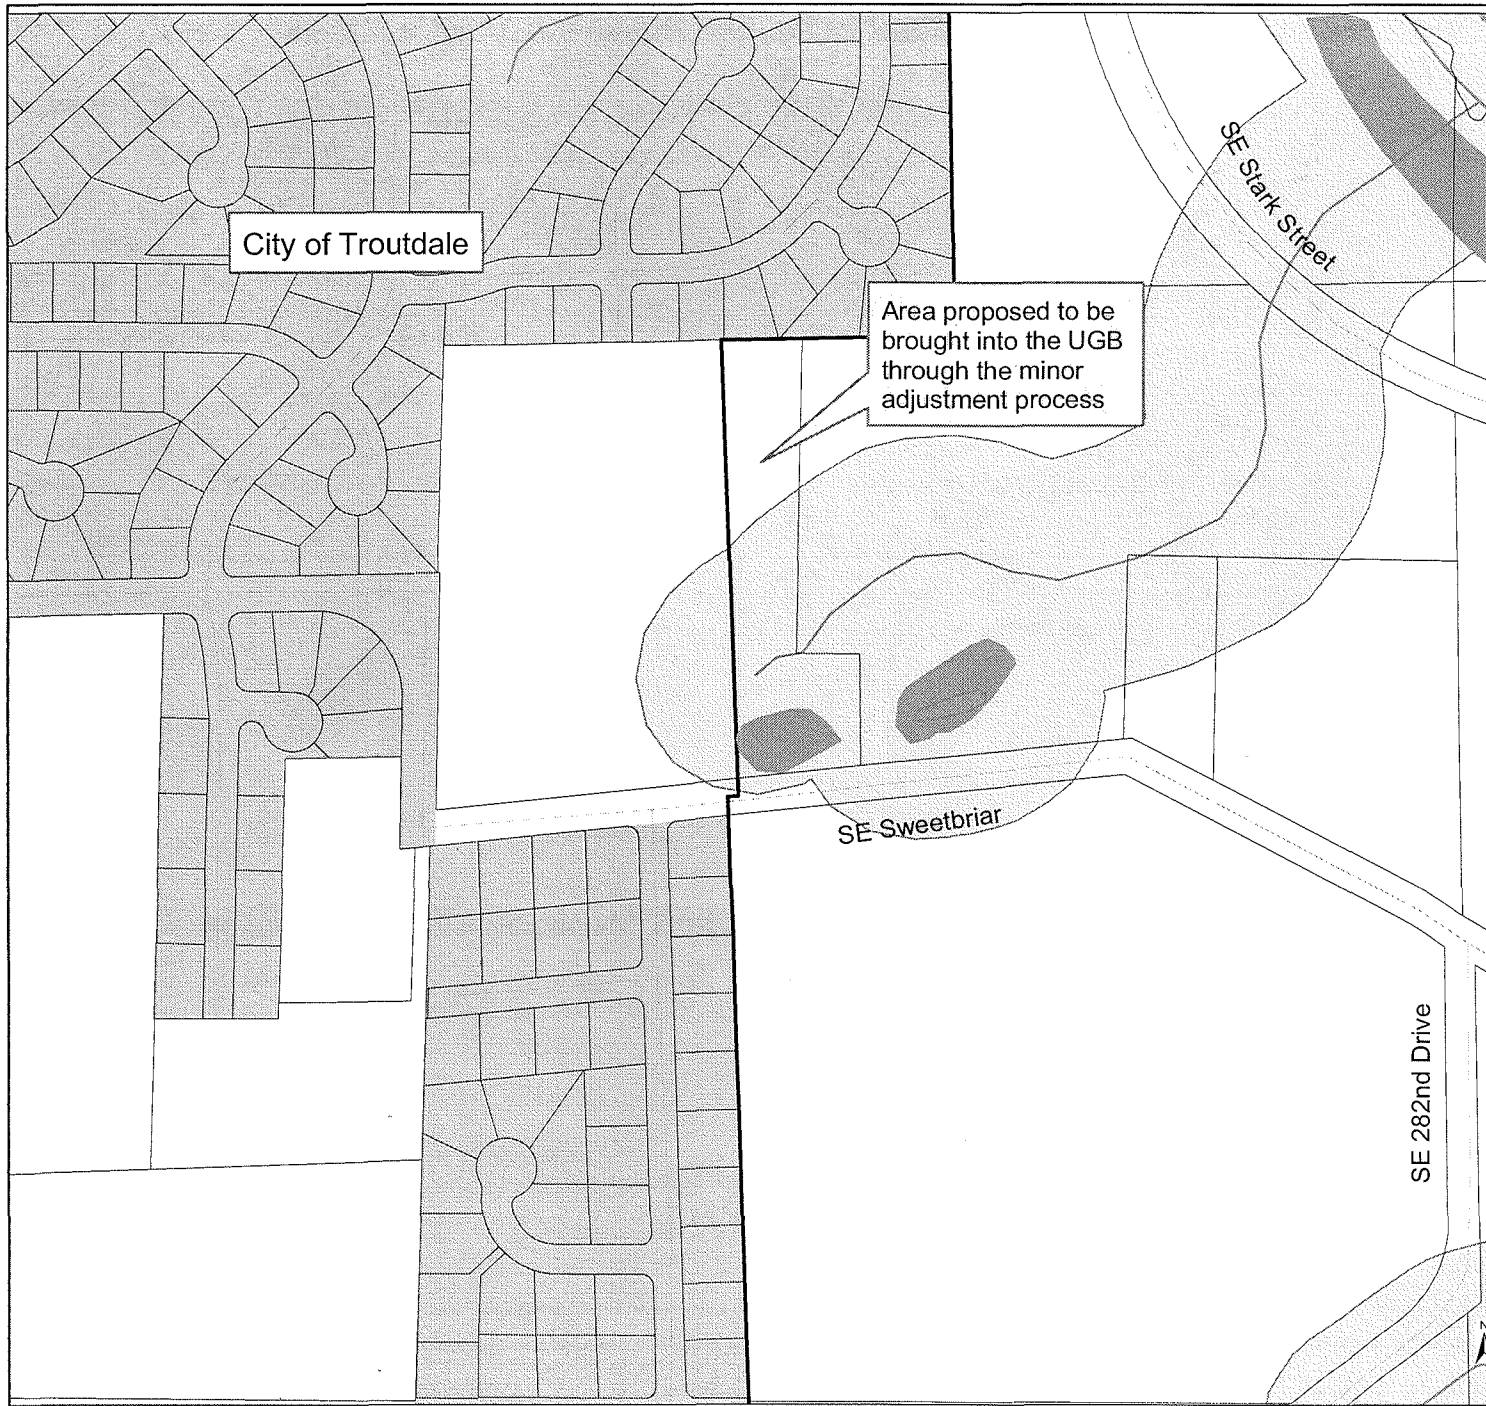 SE Stark Street
City of Troutdale
Area proposed to be
brought into the UGB
through the minor
adjustment process
SE Sweetbriar
SE 282nd Drive
N